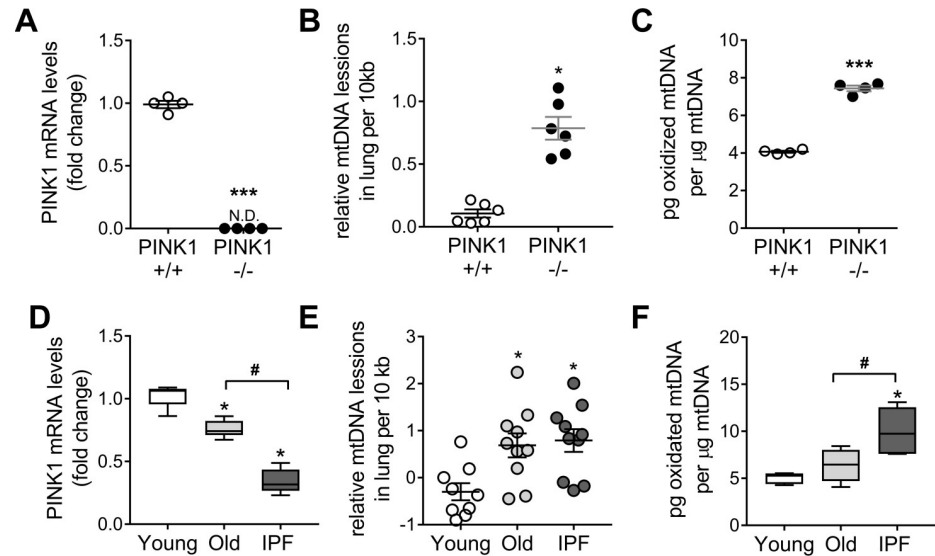 A
PINK1 mRNA levels
(fold change)
1.5
1.0
0.5
0.0
***
N.D.
PINK1 PINK1
+/+ -/-
B
relative mtDNA lessions
in lung per 10kb
1.5
1.0
0.5
0.0
*
PINK1 PINK1
+/+ -/-
C
pg oxidized mtDNA
per µg mtDNA
10
8
6
4
2
0
***
PINK1 PINK1
+/+ -/-
D
PINK1 mRNA levels
(fold change)
1.5
1.0
0.5
0.0
#
*
*
Young Old IPF
E
relative mtDNA lessions
in lung per 10 kb
3
2
1
0
-1
* *
Young Old IPF
F
pg oxidated mtDNA
per µg mtDNA
20
15
10
5
0
#
*
Young Old IPF